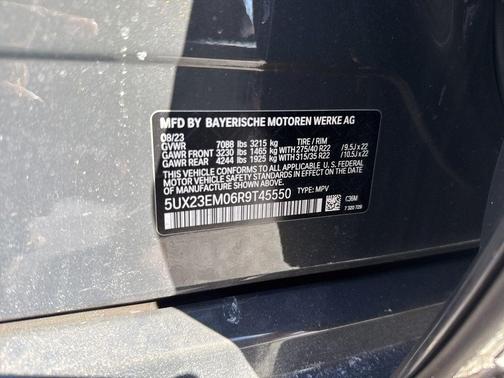 MFD BY BAYERISCHE MOTOREN WERKE AG
08/23
GVWR 7088 lbs 3215 kg TIRE / RIM
GAWR FRONT 3230 lbs 1465 kg WITH 275/40 R22 / 9.5J x 22
GAWR REAR 4244 lbs 1925 kg WITH 315/35 R22 / 10.5J x 22
THIS VEHICLE CONFORMS TO ALL APPLICABLE U. S. FEDERAL
MOTOR VEHICLE SAFETY STANDARDS IN EFFECT ON THE DATE
OF MANUFACTURE SHOWN ABOVE.
5UX23EM06R9T45550 TYPE: MPV
C36M
7 320 729